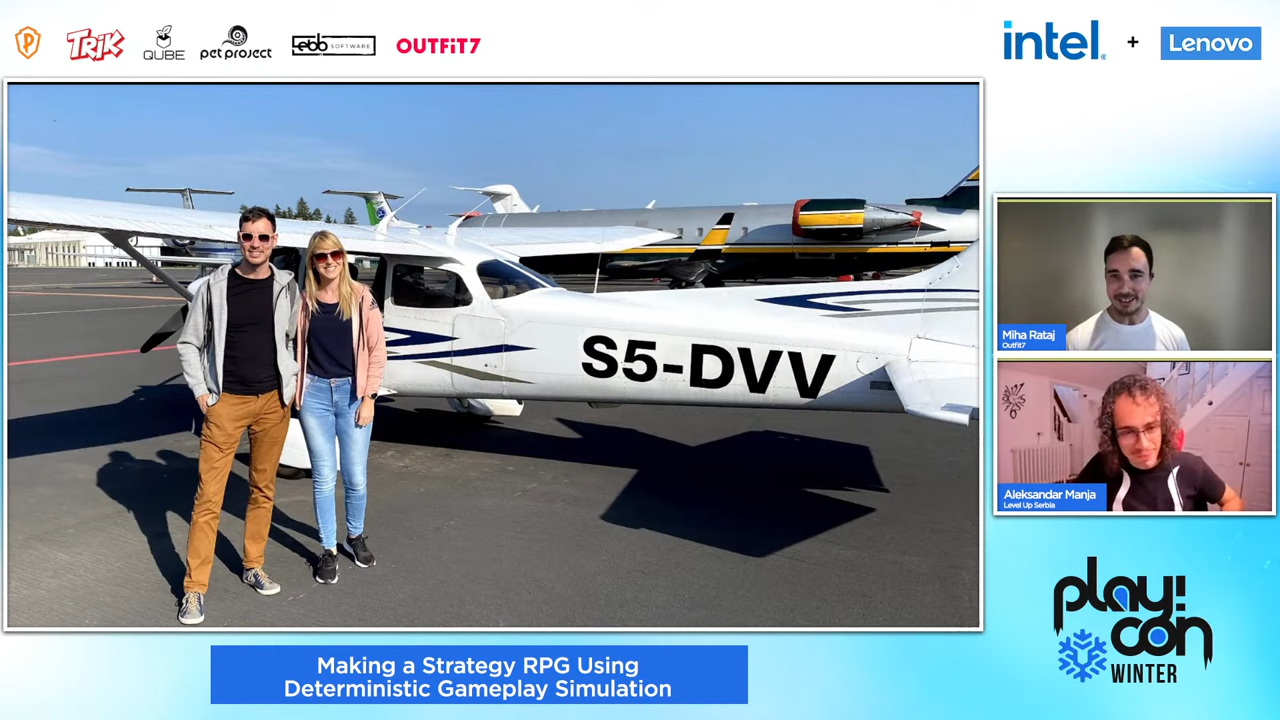 TRiK
QUBE
pet project
ebb SOFTWARE
OUTFiT7
intel
+
Lenovo
S5-DVV
Miha Rataj
Outfit7
Aleksandar Manja
Level Up Serbia
Making a Strategy RPG Using
Deterministic Gameplay Simulation
play!
con
WINTER